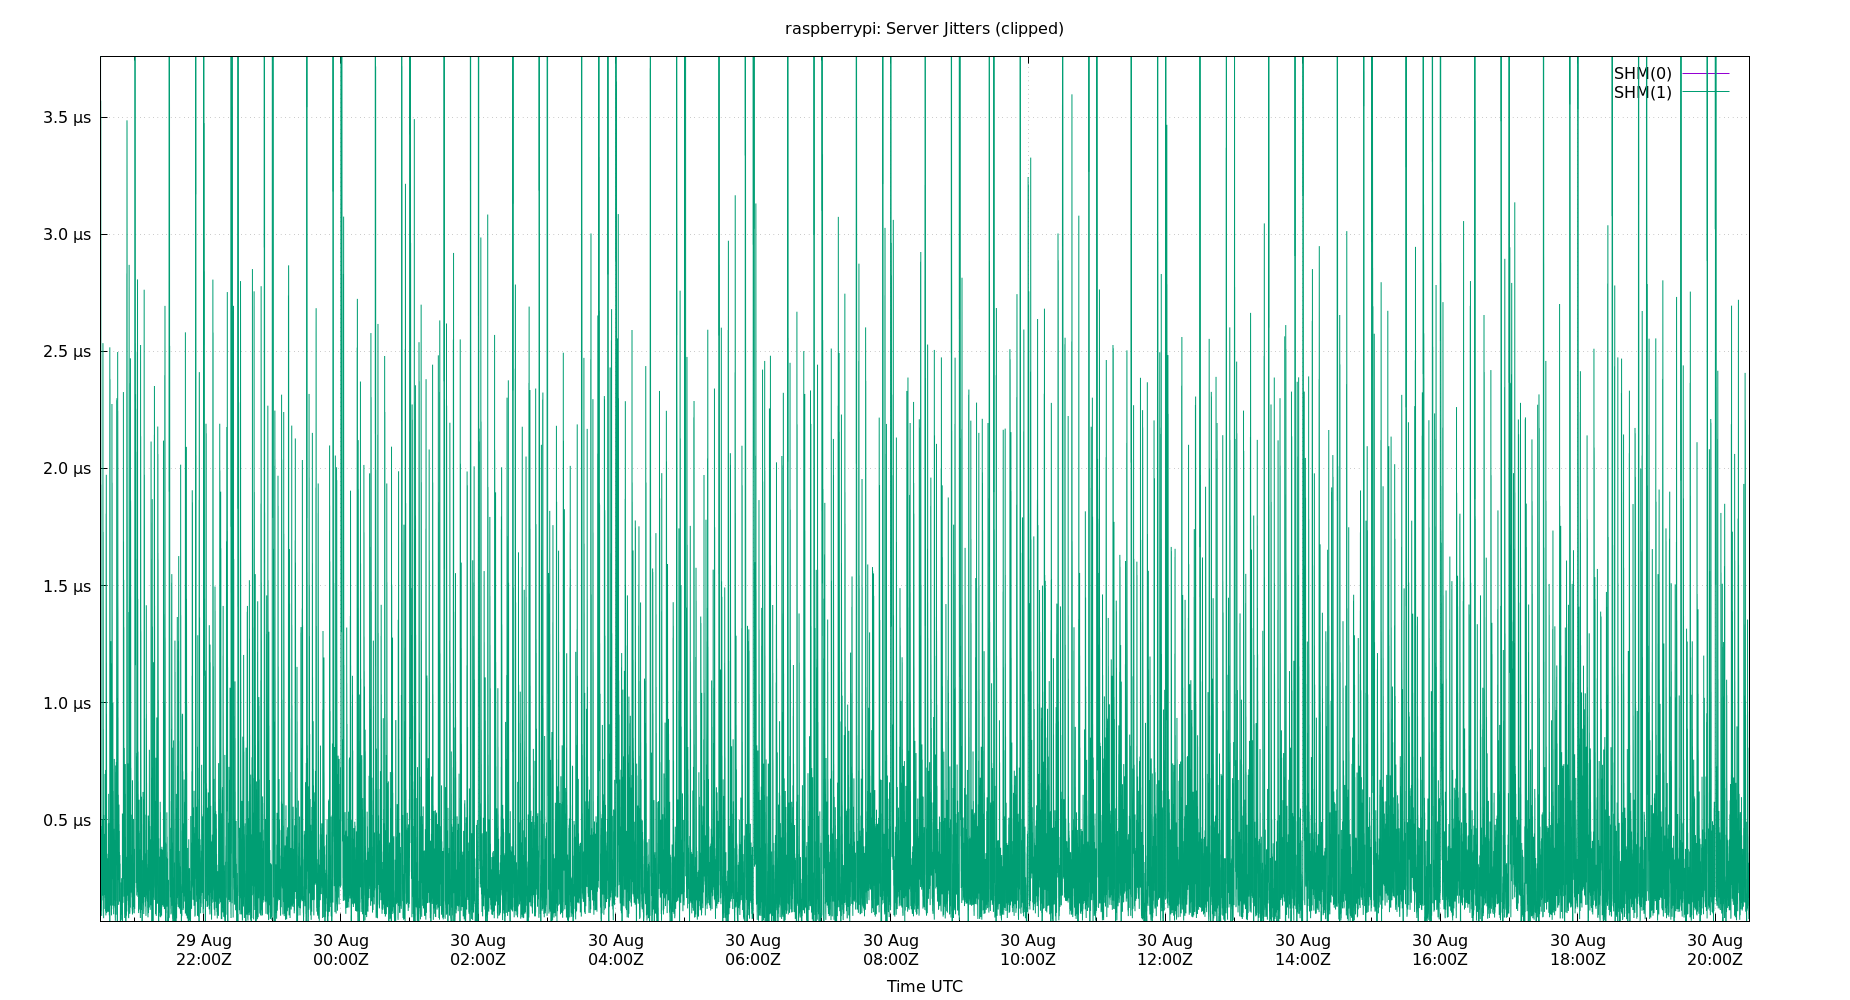 raspberrypi: Server Jitters (clipped)
SHM(0)
SHM(1)
3.5 µs
3.0 µs
2.5 µs
2.0 µs
1.5 µs
1.0 µs
0.5 µs
29 Aug 30 Aug 30 Aug 30 Aug 30 Aug 30 Aug 30 Aug 30 Aug 30 Aug 30 Aug 30 Aug 30 Aug
22:00Z 00:00Z 02:00Z 04:00Z 06:00Z 08:00Z 10:00Z 12:00Z 14:00Z 16:00Z 18:00Z 20:00Z
Time UTC